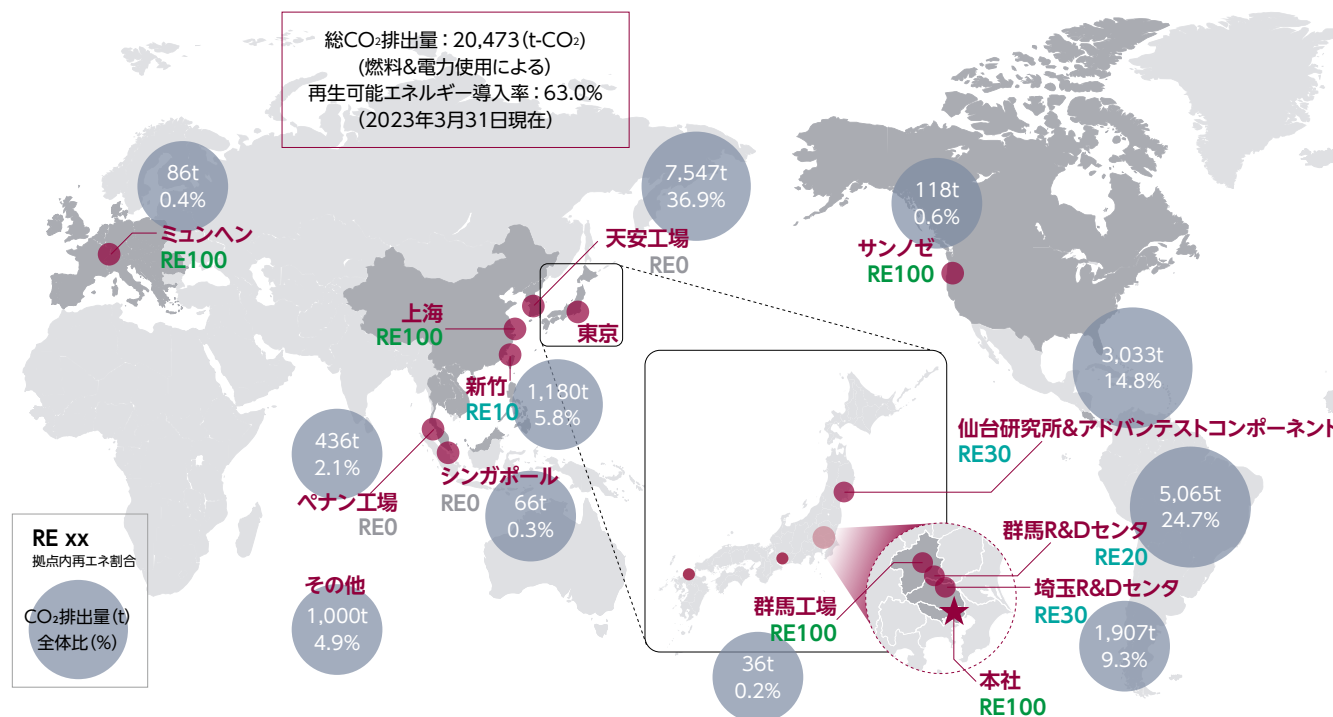 総CO₂排出量:20,473(t-CO₂)
(燃料&電力使用による)
再生可能エネルギー導入率:63.0%
(2023年3月31日現在)
86t
0.4%
ミュンヘン
RE100
7,547t
36.9%
天安工場
RE0
118t
0.6%
サンノゼ
RE100
上海
RE100
東京
新竹
RE10
1,180t
5.8%
3,033t
14.8%
仙台研究所&アドバンテストコンポーネント
RE30
436t
2.1%
ペナン工場
RE0
シンガポール
RE0
66t
0.3%
5,065t
24.7%
群馬R&Dセンタ
RE20
埼玉R&Dセンタ
RE30
群馬工場
RE100
1,907t
9.3%
36t
0.2%
本社
RE100
その他
1,000t
4.9%
RE xx
拠点内再エネ割合
CO₂排出量(t)
全体比(%)